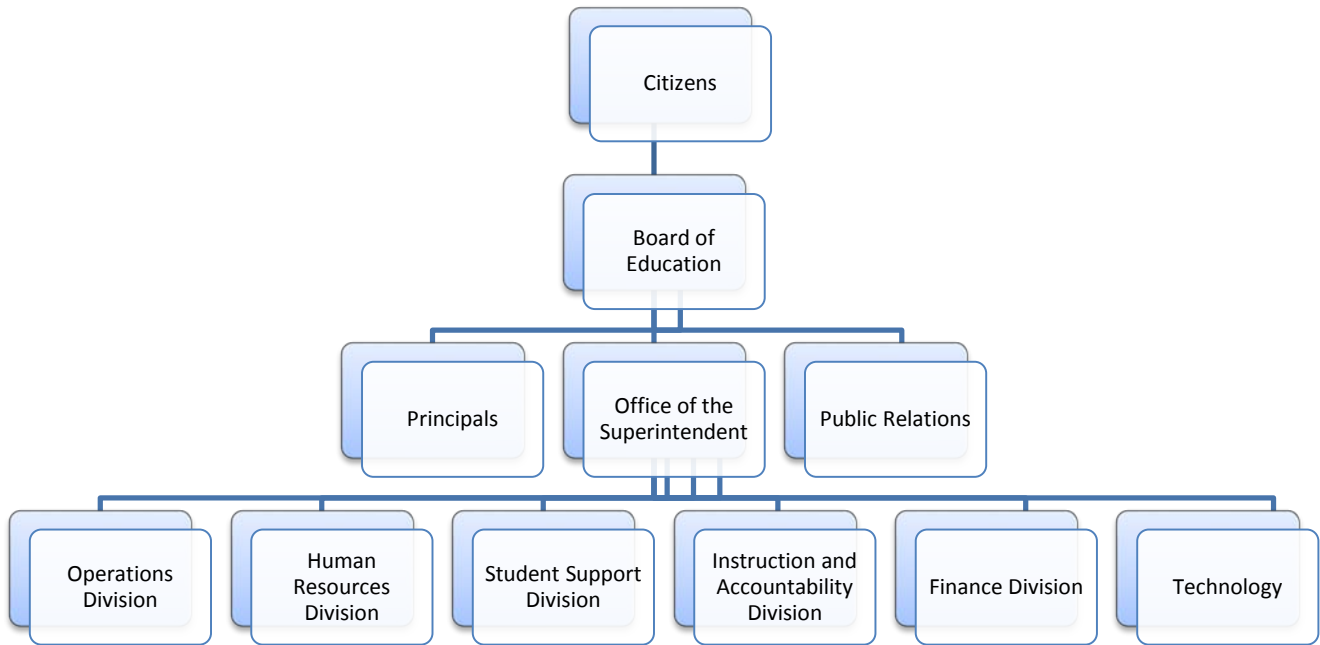 Citizens
Board of
Education
Principals
Office of the
Superintendent
Public Relations
Operations
Division
Human
Resources
Division
Student Support
Division
Instruction and
Accountability
Division
Finance Division
Technology